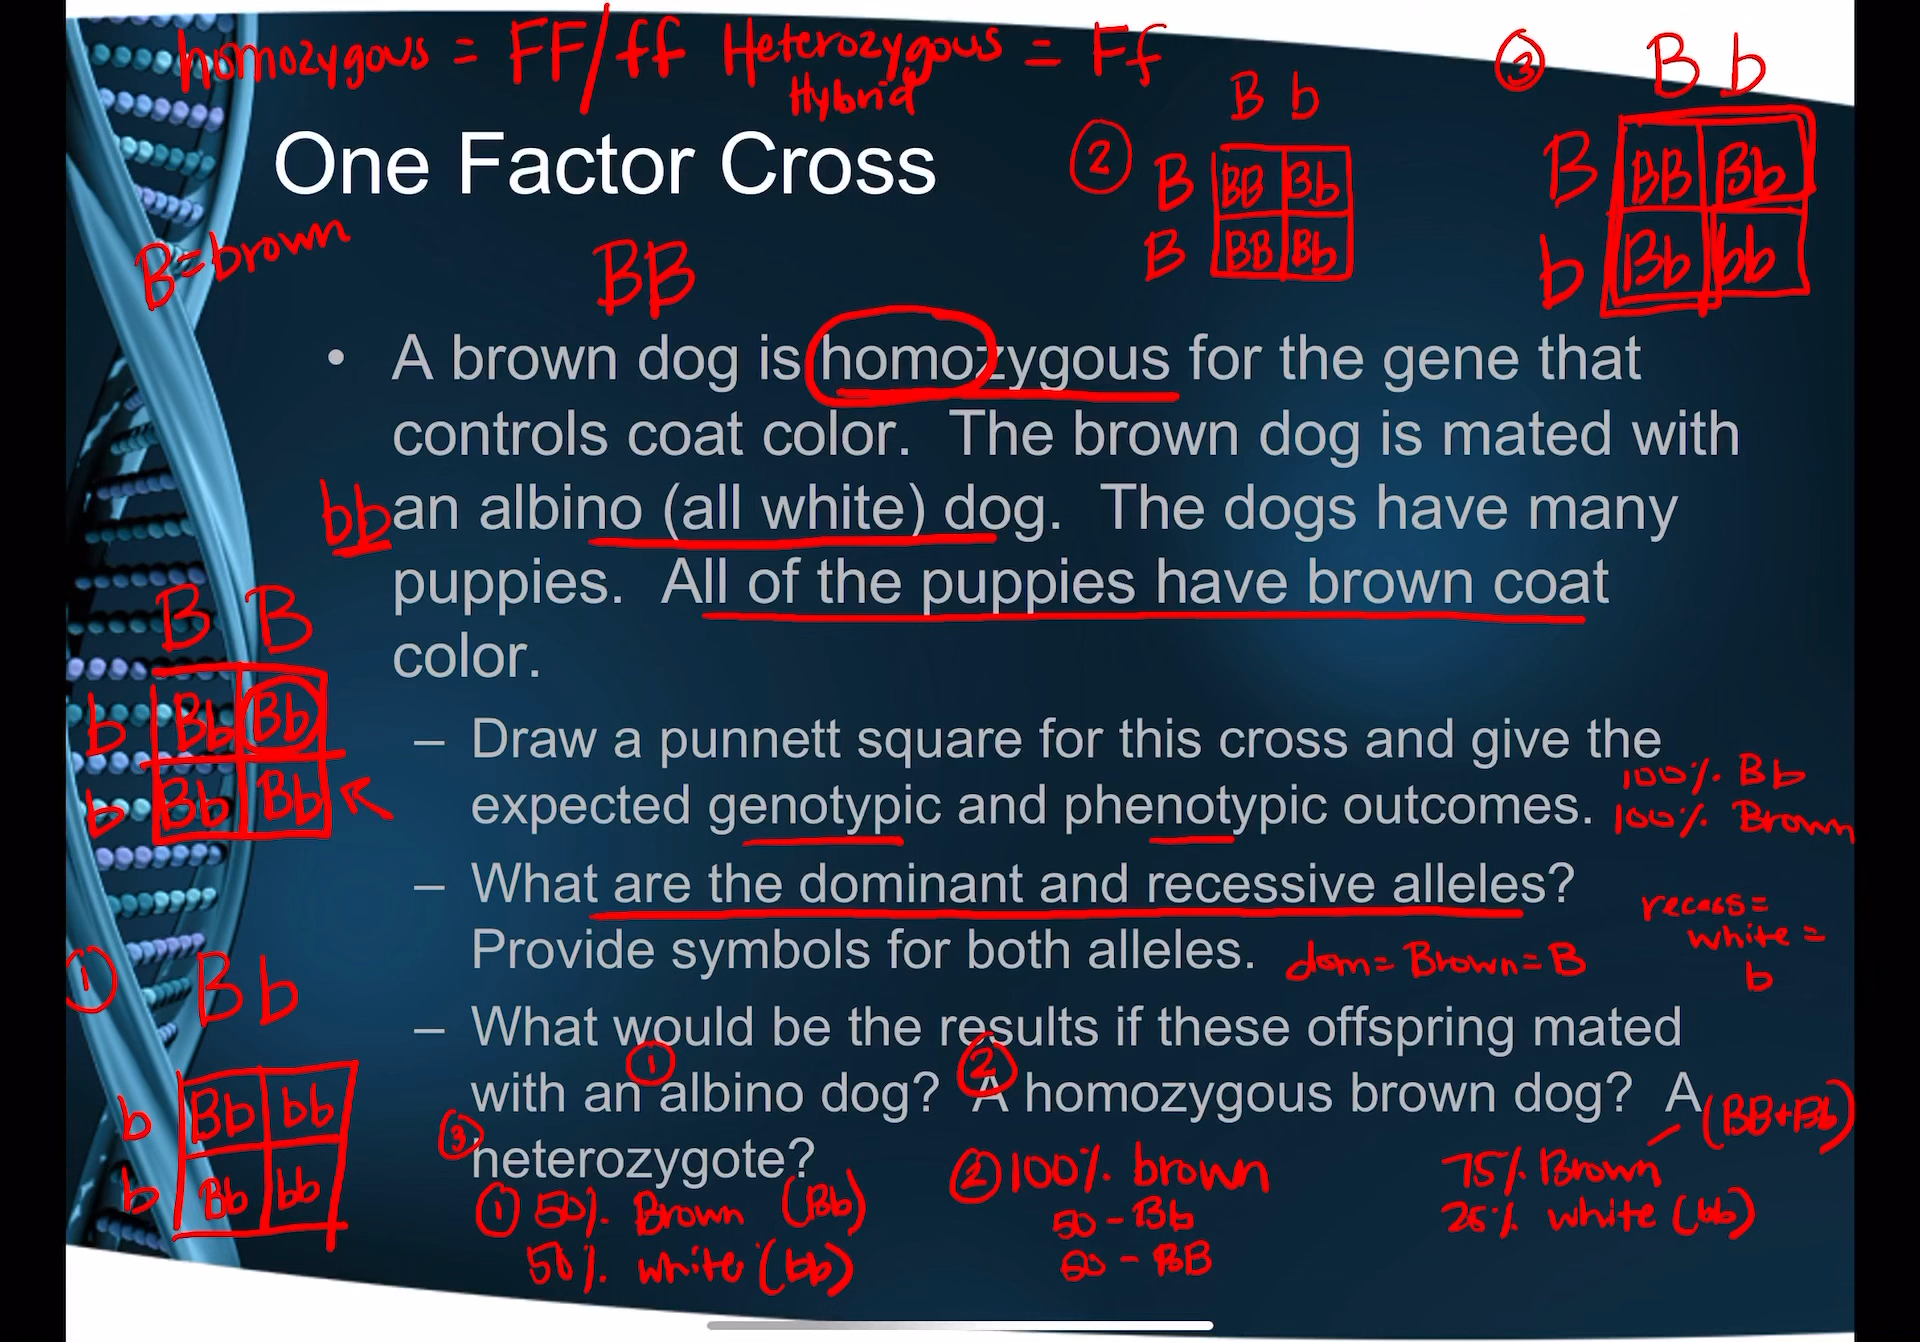 homozygous = FF/ff Heterozygous = Ff
Hybrid
One Factor Cross
B=brown
BB
② B b
B BB Bb
B BB Bb
③ B b
B BB Bb
b Bb bb
• A brown dog is homozygous for the gene that
controls coat color. The brown dog is mated with
bb an albino (all white) dog. The dogs have many
puppies. All of the puppies have brown coat
color.
B B
b Bb Bb
b Bb Bb
– Draw a punnett square for this cross and give the
expected genotypic and phenotypic outcomes.
100% Bb
100% Brown
– What are the dominant and recessive alleles?
Provide symbols for both alleles. dom = Brown = B
recess =
white =
b
① B b
b Bb bb
b Bb bb
– What would be the results if these offspring mated
with an ① albino dog? ② A homozygous brown dog? A
③ heterozygote?
① 50% Brown (Bb)
50% white (bb)
② 100% brown
50 - Bb
50 - BB
75% Brown – (BB+Bb)
25% white (bb)